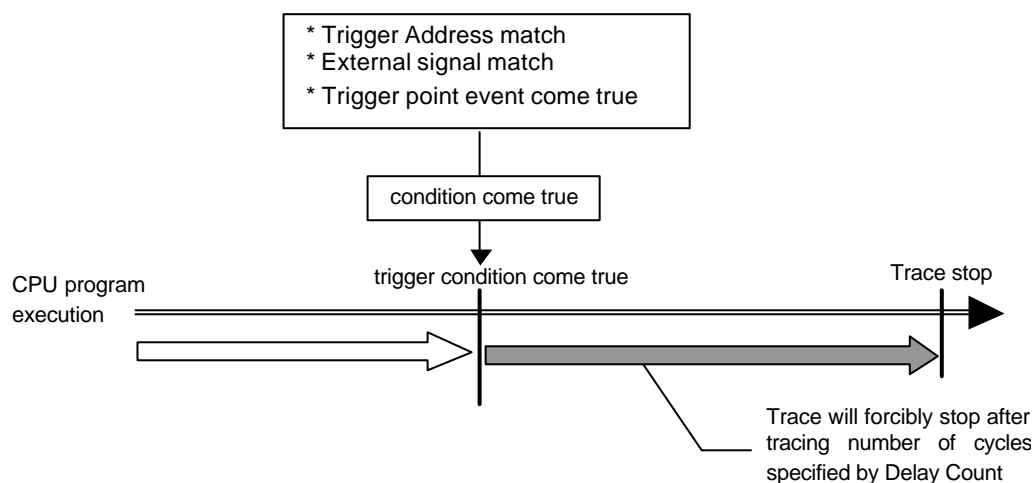 * Trigger Address match
* External signal match
* Trigger point event come true
condition come true
trigger condition come true
Trace stop
CPU program
execution
Trace will forcibly stop after
tracing number of cycles
specified by Delay Count